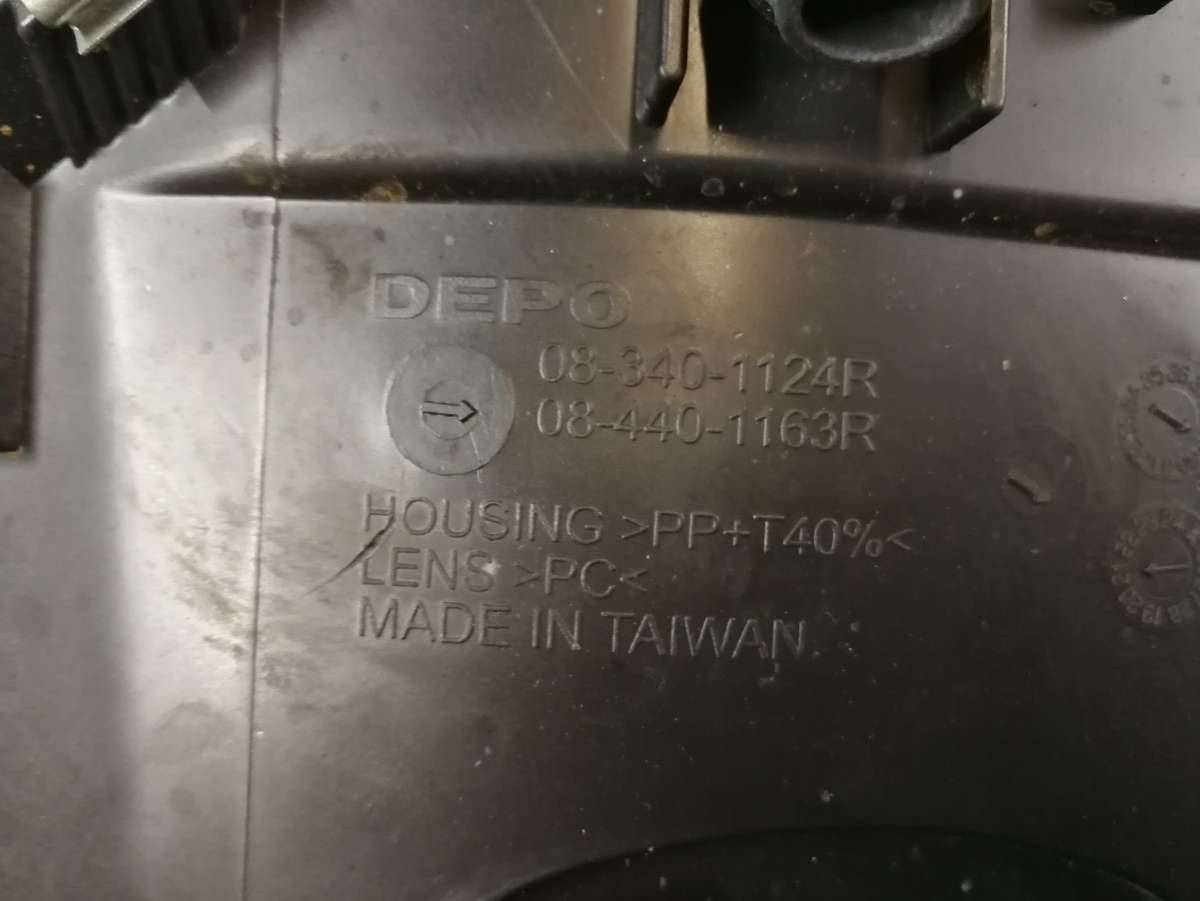 DEPO
08-340-1124R
08-440-1163R
HOUSING >PP+T40%<
LENS >PC<
MADE IN TAIWAN